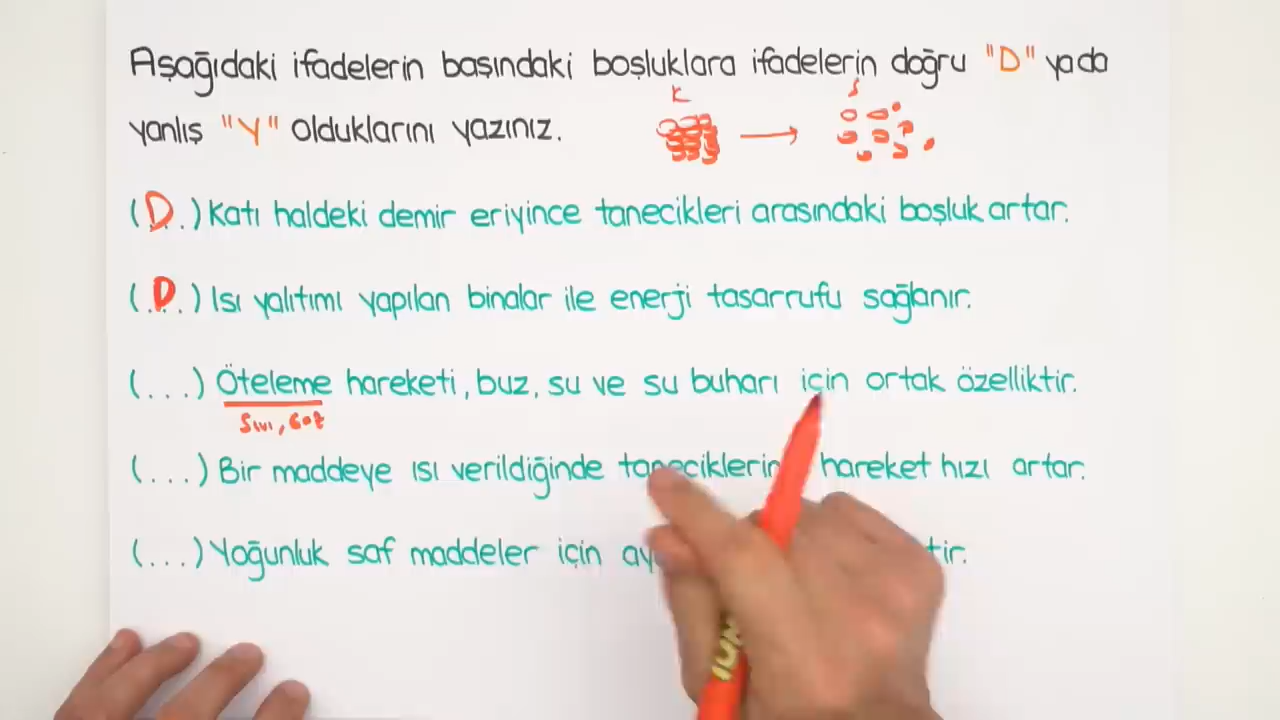 Aşağıdaki ifadelerin başındaki boşluklara ifadelerin doğru "D" yada
yanlış "Y" olduklarını yazınız.
K S
(D.) Katı haldeki demir eriyince tanecikleri arasındaki boşluk artar.
(.D.) Isı yalıtımı yapılan binalar ile enerji tasarrufu sağlanır.
(...) Öteleme hareketi, buz, su ve su buharı için ortak özelliktir.
Sıvı, Gaz
(...) Bir maddeye ısı verildiğinde taneciklerin hareket hızı artar.
(...) Yoğunluk saf maddeler için